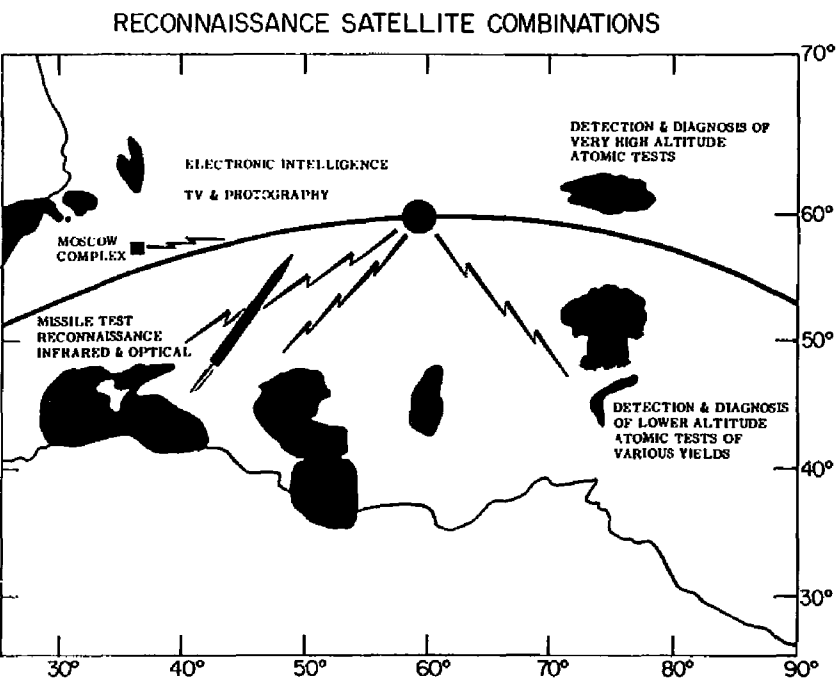 RECONNAISSANCE SATELLITE COMBINATIONS
70°
DETECTION & DIAGNOSIS OF
VERY HIGH ALTITUDE
ATOMIC TESTS
ELECTRONIC INTELLIGENCE
TV & PHOTOGRAPHY
60°
MOSCOW
COMPLEX
MISSILE TEST
RECONNAISSANCE
INFRARED & OPTICAL
50°
DETECTION & DIAGNOSIS
OF LOWER ALTITUDE
ATOMIC TESTS OF
VARIOUS YIELDS
40°
30°
30° 40° 50° 60° 70° 80° 90°